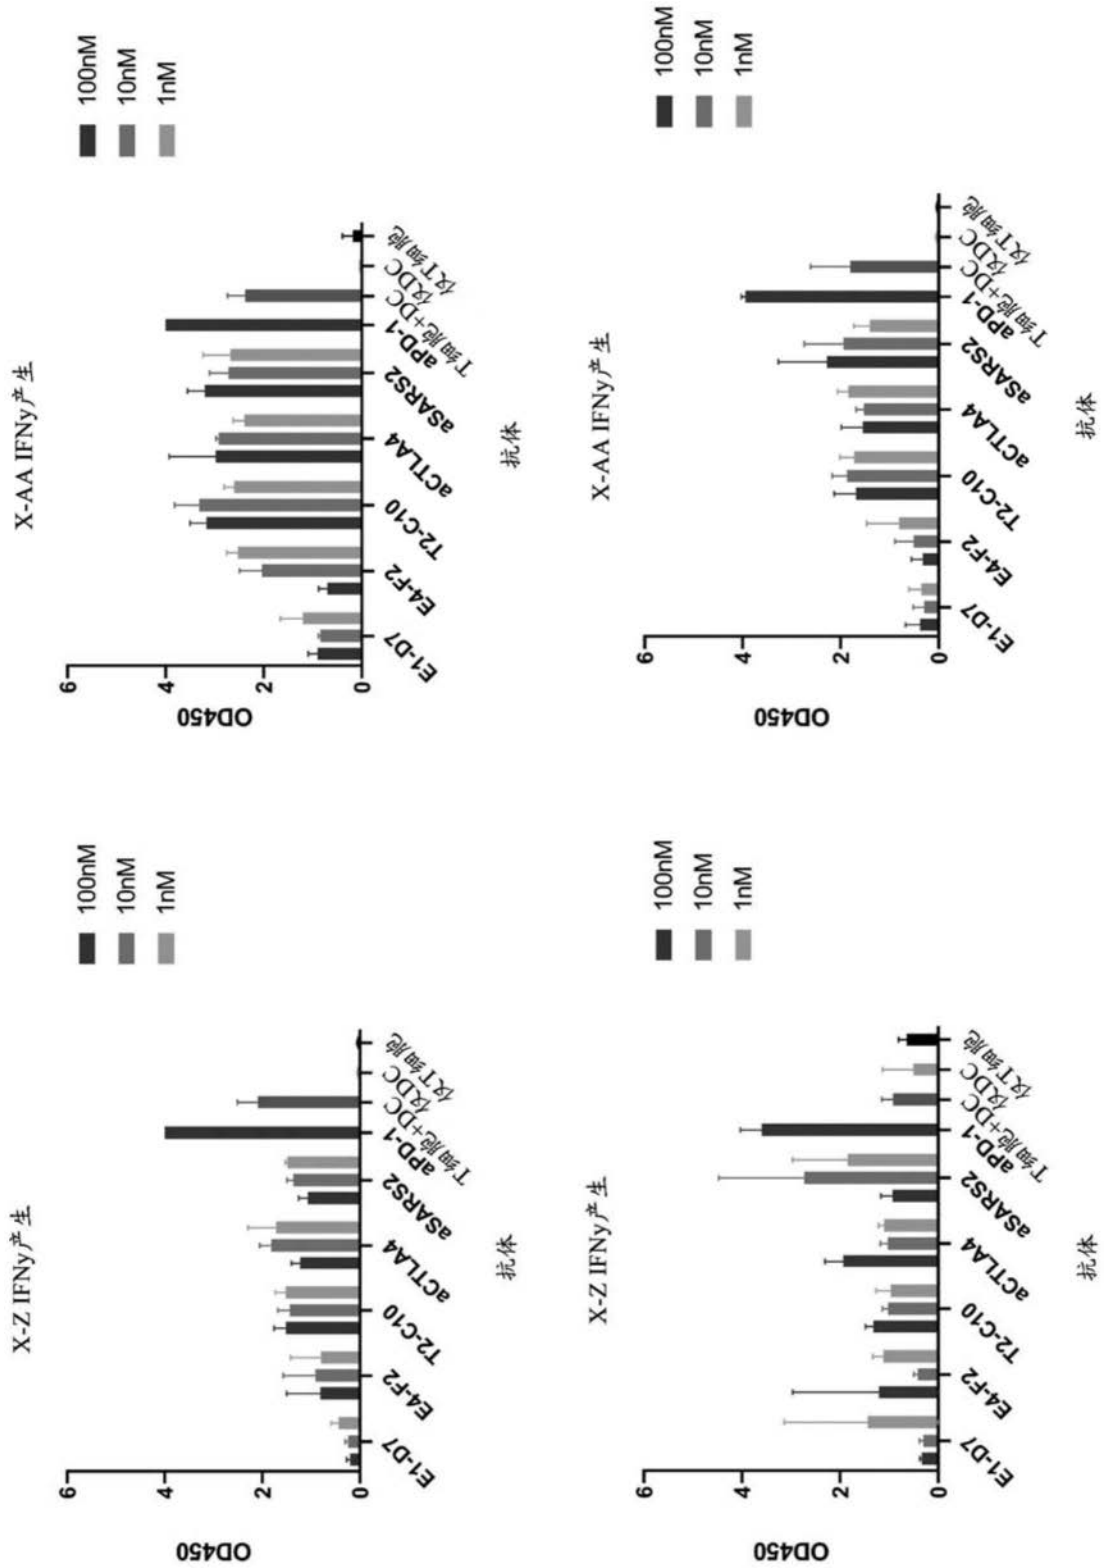 X-Z IFNy产生
OD450
6
4
2
0
E1-D7
E4-F2
T2-C10
aCTLA4
aSARS2
aPD-1
T细胞+DC
仅DC
仅T细胞
抗体
100nM
10nM
1nM
X-AA IFNy产生
OD450
6
4
2
0
E1-D7
E4-F2
T2-C10
aCTLA4
aSARS2
aPD-1
T细胞+DC
仅DC
仅T细胞
抗体
100nM
10nM
1nM
X-Z IFNy产生
OD450
6
4
2
0
E1-D7
E4-F2
T2-C10
aCTLA4
aSARS2
aPD-1
T细胞+DC
仅DC
仅T细胞
抗体
100nM
10nM
1nM
X-AA IFNy产生
OD450
6
4
2
0
E1-D7
E4-F2
T2-C10
aCTLA4
aSARS2
aPD-1
T细胞+DC
仅DC
仅T细胞
抗体
100nM
10nM
1nM